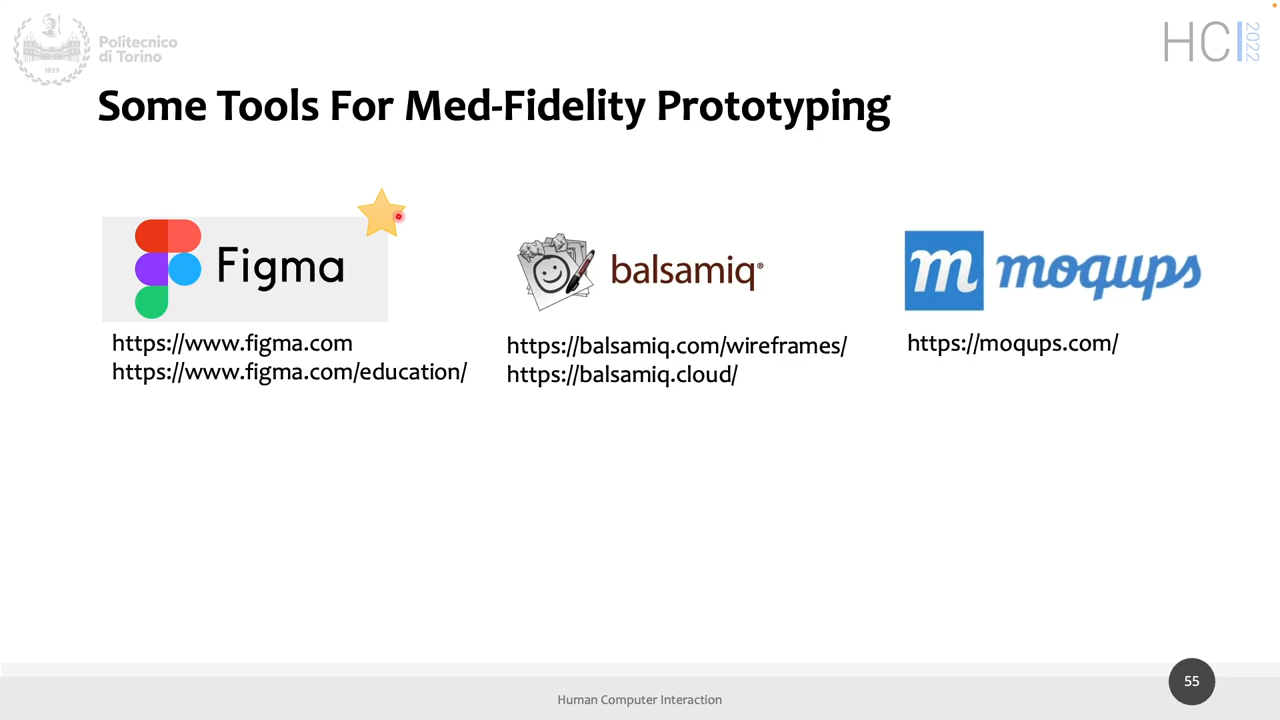 Politecnico
di Torino
1859
HCI 2022
Some Tools For Med-Fidelity Prototyping
Figma
https://www.figma.com
https://www.figma.com/education/
balsamiq®
https://balsamiq.com/wireframes/
https://balsamiq.cloud/
m moqups
https://moqups.com/
Human Computer Interaction
55